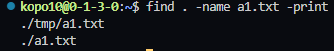 kopo10@0-1-3-0:~$ find . -name a1.txt -print
./tmp/a1.txt
./a1.txt